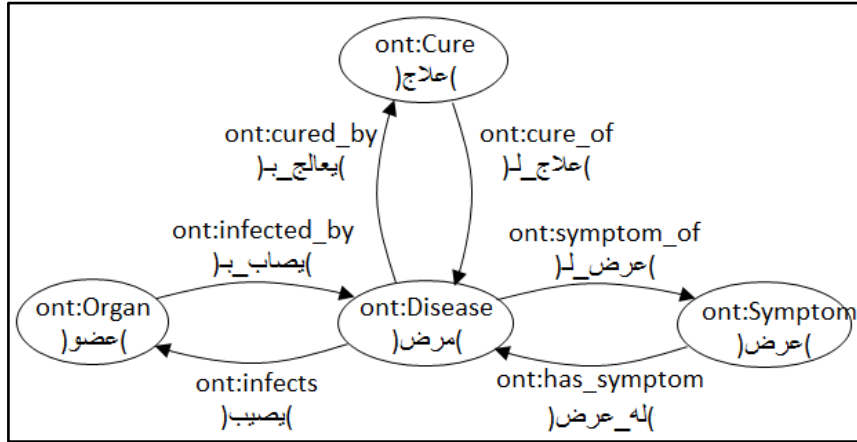 ont:Cure
)علاج(
ont:cured_by
)يعالج_بـ(
ont:cure_of
)علاج_لـ(
ont:infected_by
)يصاب_بـ(
ont:symptom_of
)عرض_لـ(
ont:Organ
)عضو(
ont:Disease
)مرض(
ont:Symptom
)عرض(
ont:infects
)يصيب(
ont:has_symptom
)له_عرض(